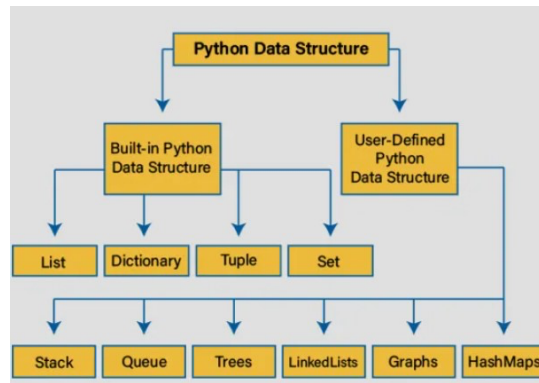 Python Data Structure
Built-in Python
Data Structure
User-Defined
Python
Data Structure
List
Dictionary
Tuple
Set
Stack
Queue
Trees
LinkedLists
Graphs
HashMaps